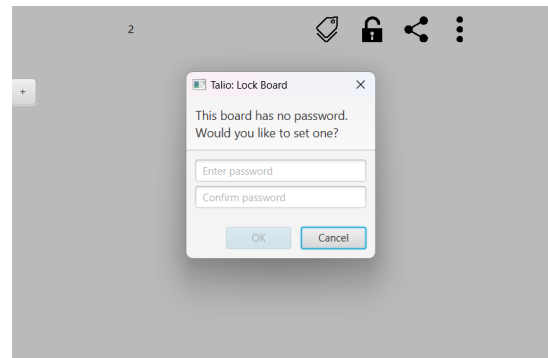 2
+
Talio: Lock Board
This board has no password.
Would you like to set one?
Enter password
Confirm password
OK
Cancel